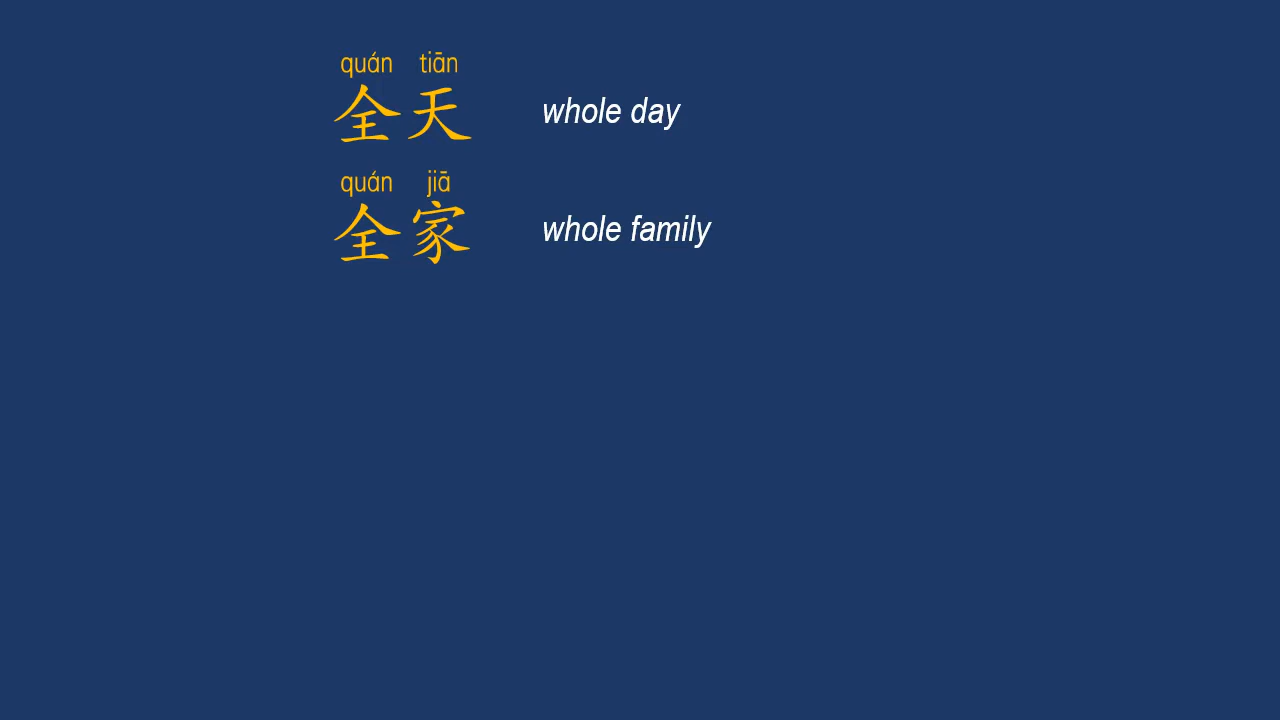 quán tiān
全天 whole day
quán jiā
全家 whole family